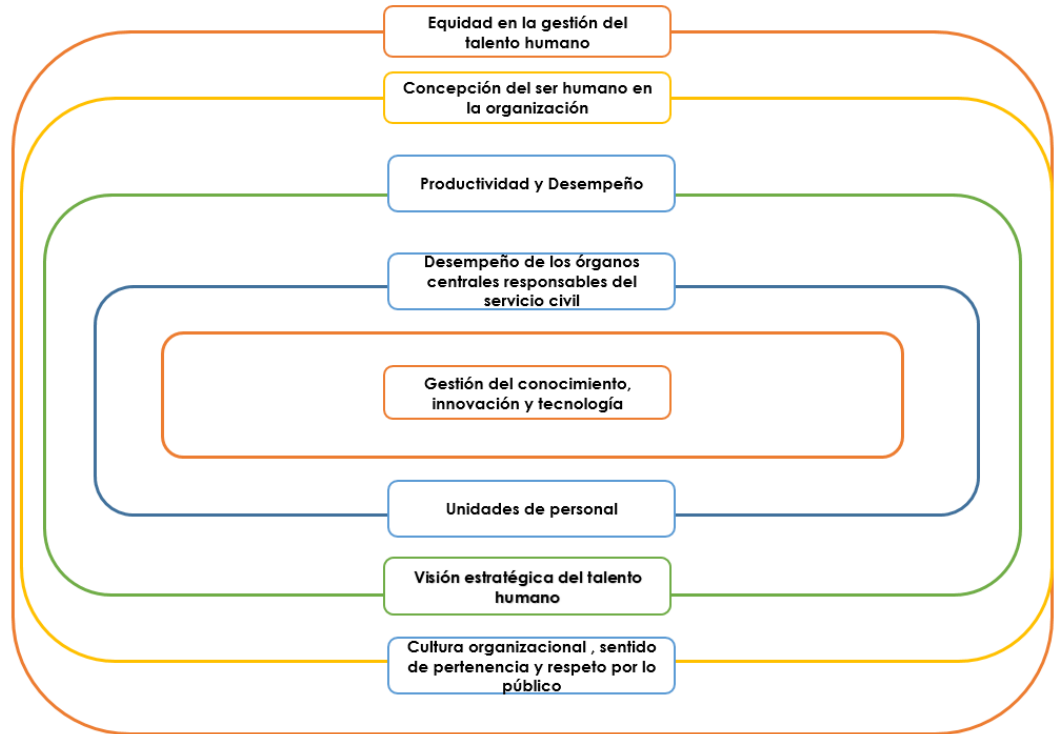 Equidad en la gestión del
talento humano
Concepción del ser humano en
la organización
Productividad y Desempeño
Desempeño de los órganos
centrales responsables del
servicio civil
Gestión del conocimiento,
innovación y tecnología
Unidades de personal
Visión estratégica del talento
humano
Cultura organizacional , sentido
de pertenencia y respeto por lo
público